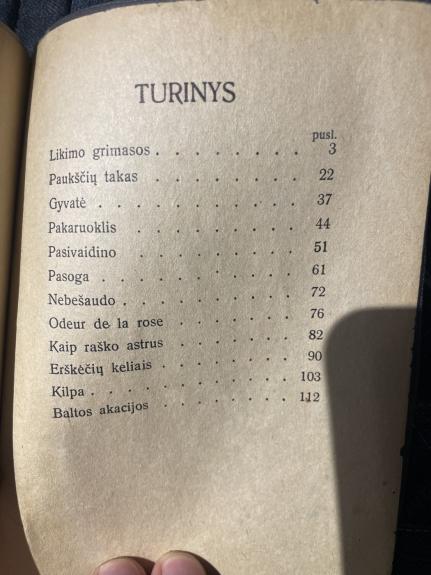 TURINYS
pusl.
Likimo grimasos . . . . . . . . 3
Paukščių takas . . . . . . . 22
Gyvatė . . . . . . . . . . 37
Pakaruoklis . . . . . . . . 44
Pasivaidino . . . . . . . . 51
Pasoga . . . . . . . . . 61
Nebešaudo . . . . . . . . . 72
Odeur de la rose . . . . . . 76
Kaip raško astrus . . . . . . 82
Erškėčių keliais . . . . . . . 90
Kilpa . . . . . . . . . . 103
Baltos akacijos . . . . . . . 112